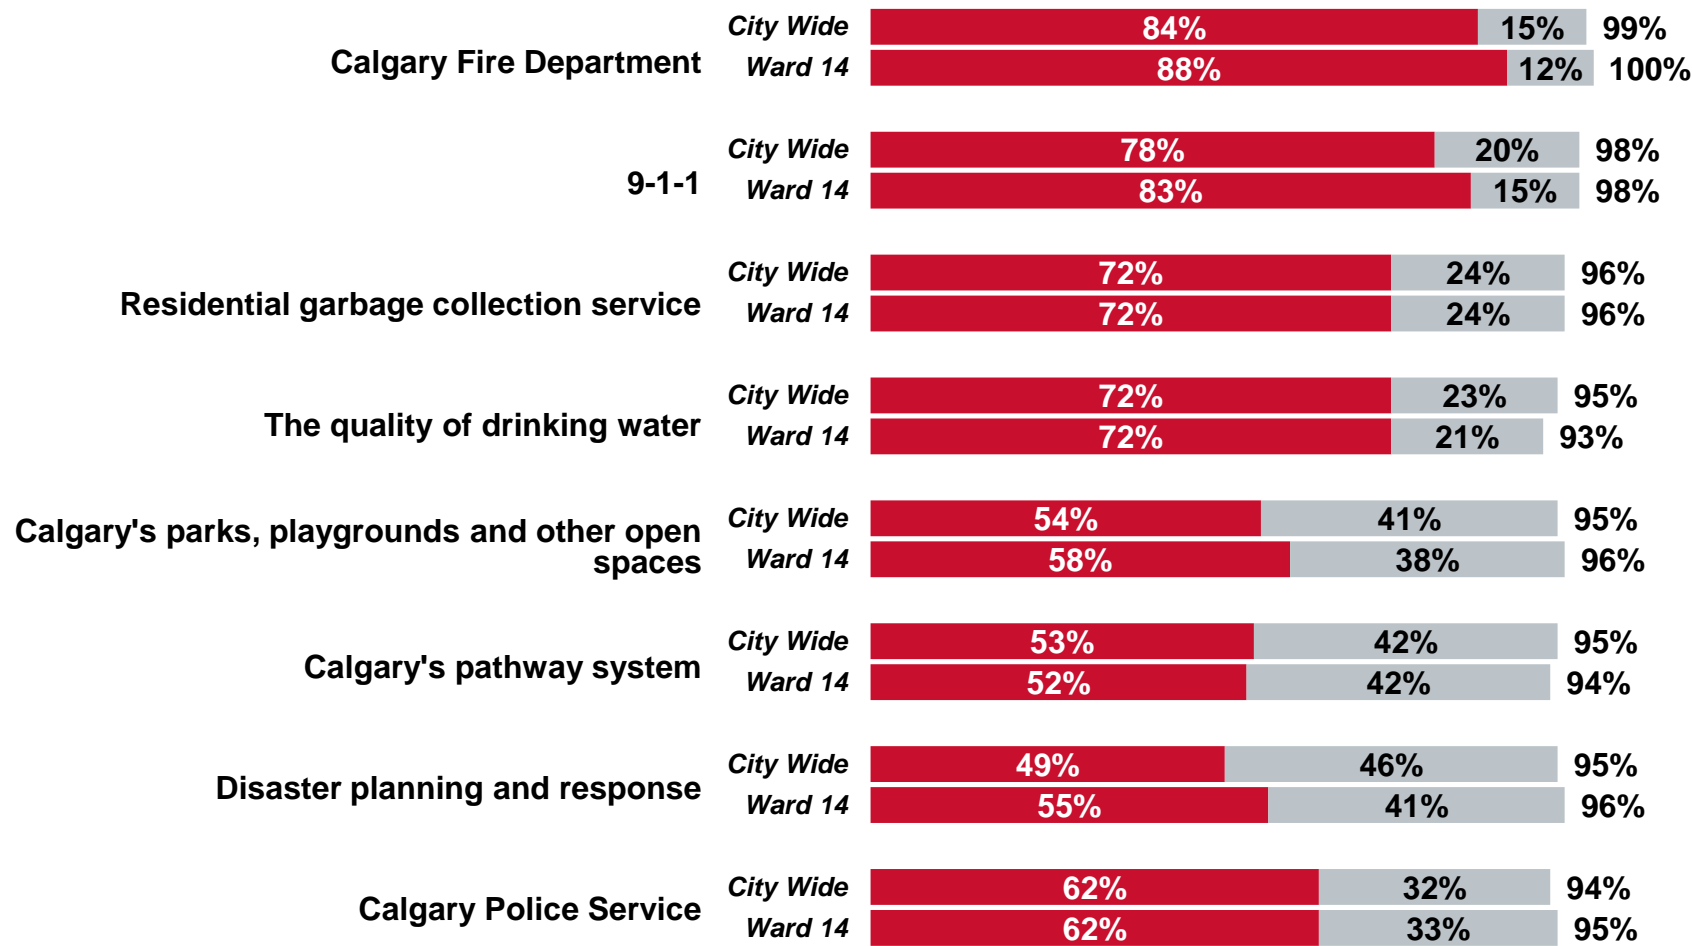 City Wide 84% 15% 99%
Calgary Fire Department
Ward 14 88% 12% 100%
City Wide 78% 20% 98%
9-1-1
Ward 14 83% 15% 98%
City Wide 72% 24% 96%
Residential garbage collection service
Ward 14 72% 24% 96%
City Wide 72% 23% 95%
The quality of drinking water
Ward 14 72% 21% 93%
City Wide 54% 41% 95%
Calgary's parks, playgrounds and other open
spaces
Ward 14 58% 38% 96%
City Wide 53% 42% 95%
Calgary's pathway system
Ward 14 52% 42% 94%
City Wide 49% 46% 95%
Disaster planning and response
Ward 14 55% 41% 96%
City Wide 62% 32% 94%
Calgary Police Service
Ward 14 62% 33% 95%